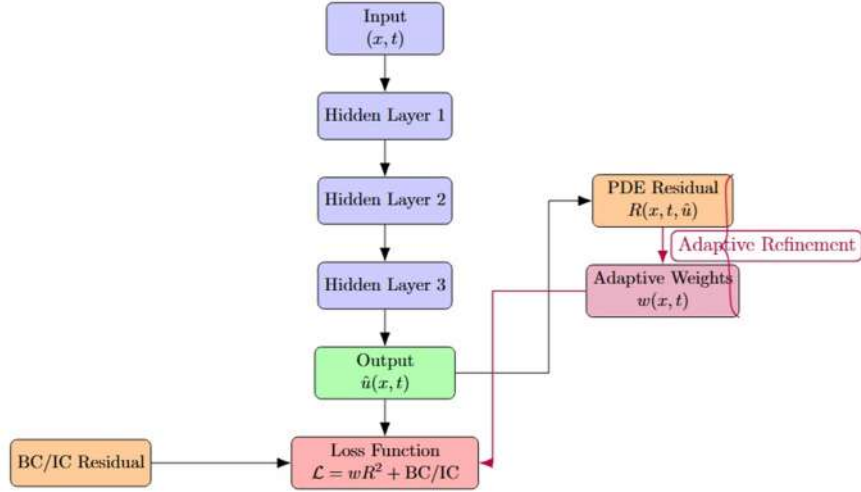 Input
(x, t)
Hidden Layer 1
Hidden Layer 2
Hidden Layer 3
Output
û(x, t)
PDE Residual
R(x, t, û)
Adaptive Refinement
Adaptive Weights
w(x, t)
BC/IC Residual
Loss Function
ℒ = wR² + BC/IC